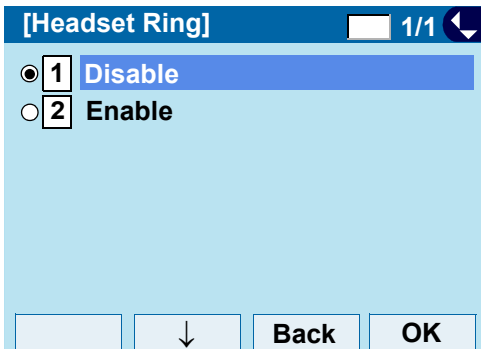 [Headset Ring] 1/1
1 Disable
2 Enable
↓ Back OK